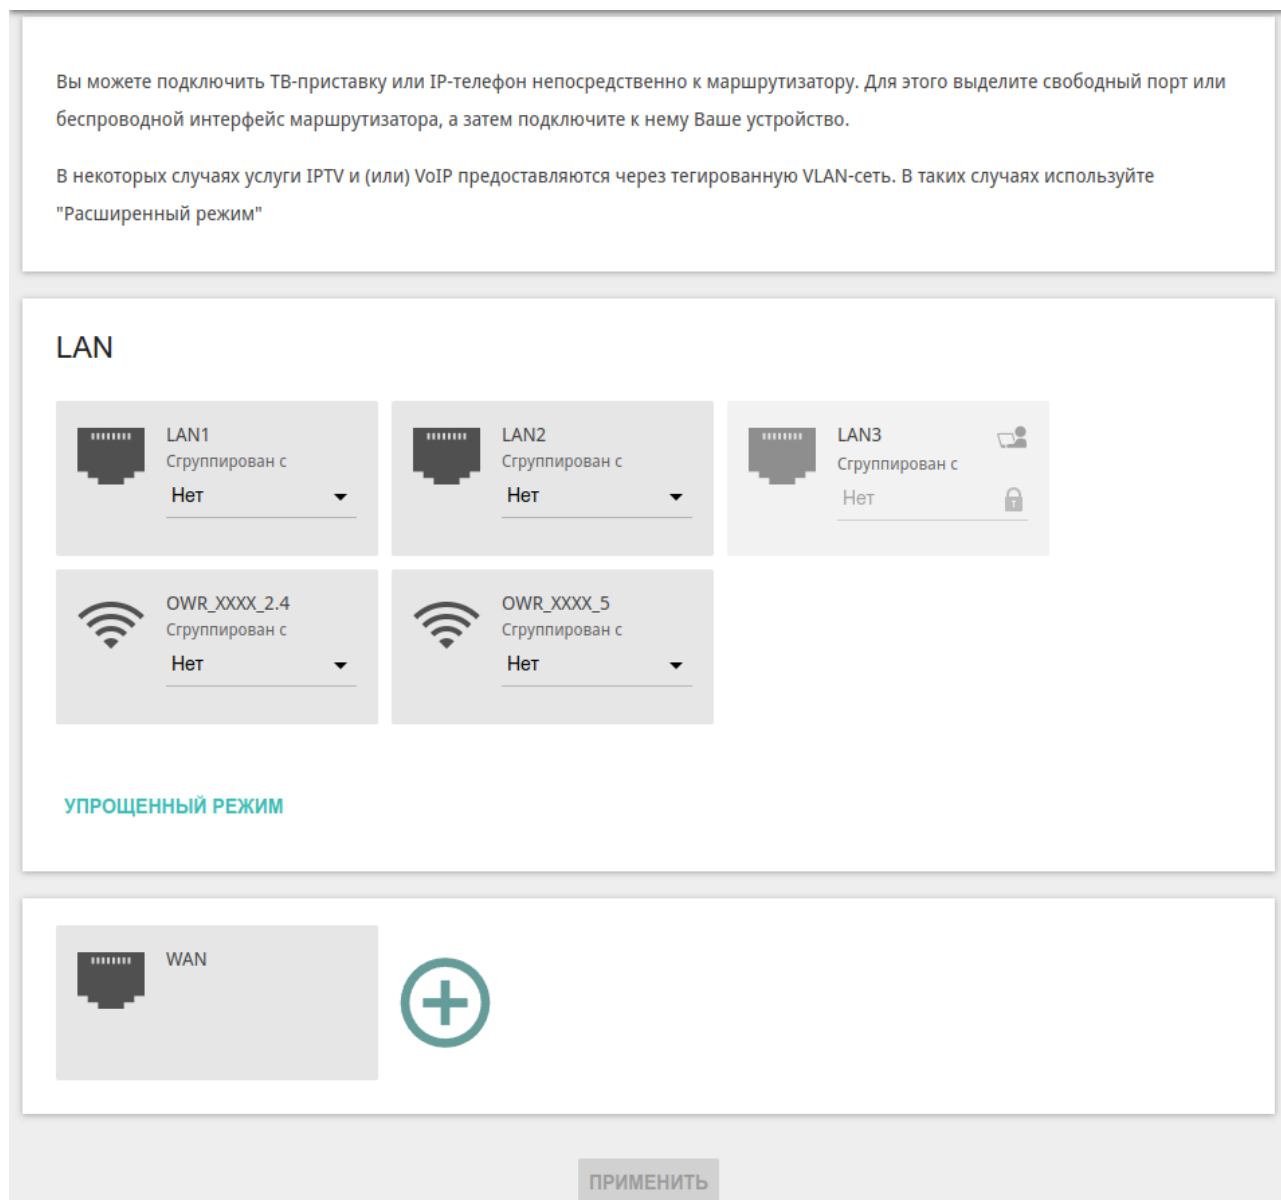 Вы можете подключить ТВ-приставку или IP-телефон непосредственно к маршрутизатору. Для этого выделите свободный порт или
беспроводной интерфейс маршрутизатора, а затем подключите к нему Ваше устройство.
В некоторых случаях услуги IPTV и (или) VoIP предоставляются через тегированную VLAN-сеть. В таких случаях используйте
"Расширенный режим"
LAN
LAN1
Сгруппирован с
Нет
LAN2
Сгруппирован с
Нет
LAN3
Сгруппирован с
Нет
OWR_XXXX_2.4
Сгруппирован с
Нет
OWR_XXXX_5
Сгруппирован с
Нет
УПРОЩЕННЫЙ РЕЖИМ
WAN
ПРИМЕНИТЬ